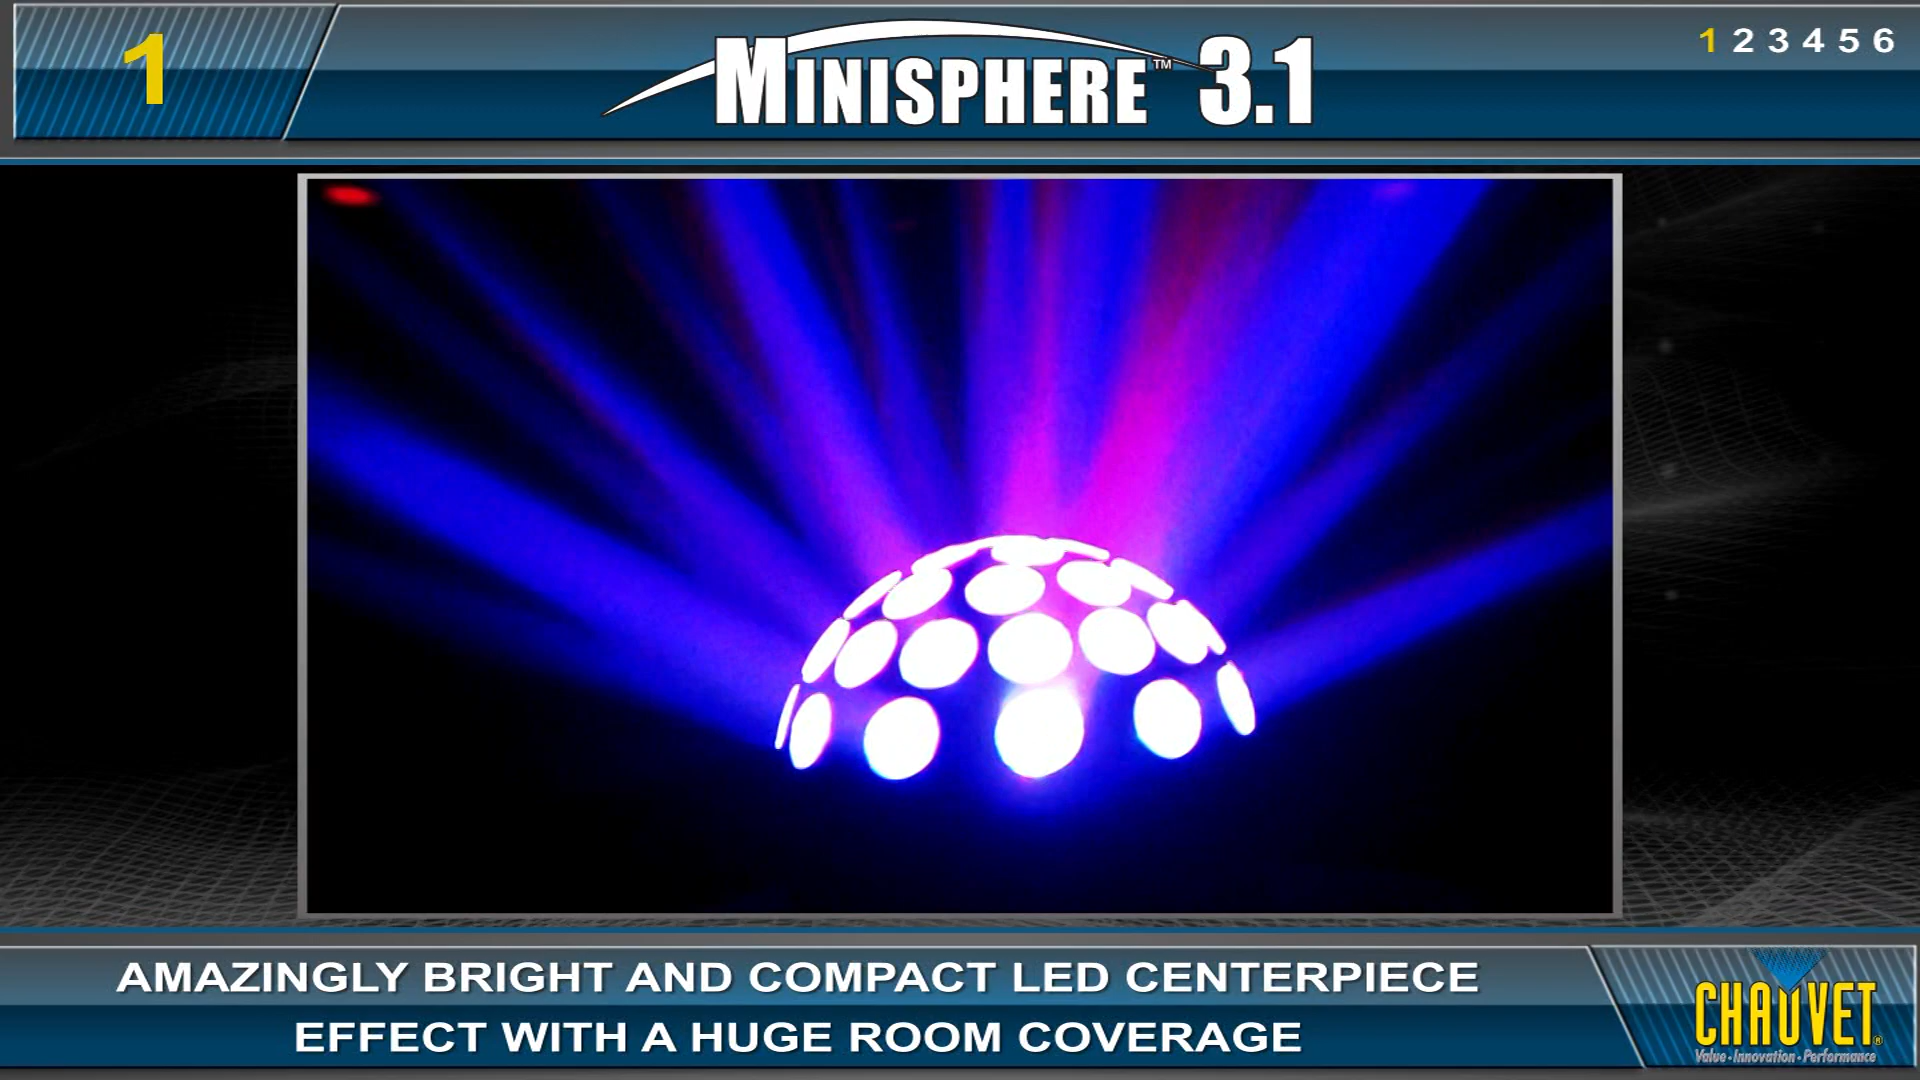 1
MINISPHERE™ 3.1
1 2 3 4 5 6
AMAZINGLY BRIGHT AND COMPACT LED CENTERPIECE
EFFECT WITH A HUGE ROOM COVERAGE
CHAUVET®
Value - Innovation - Performance